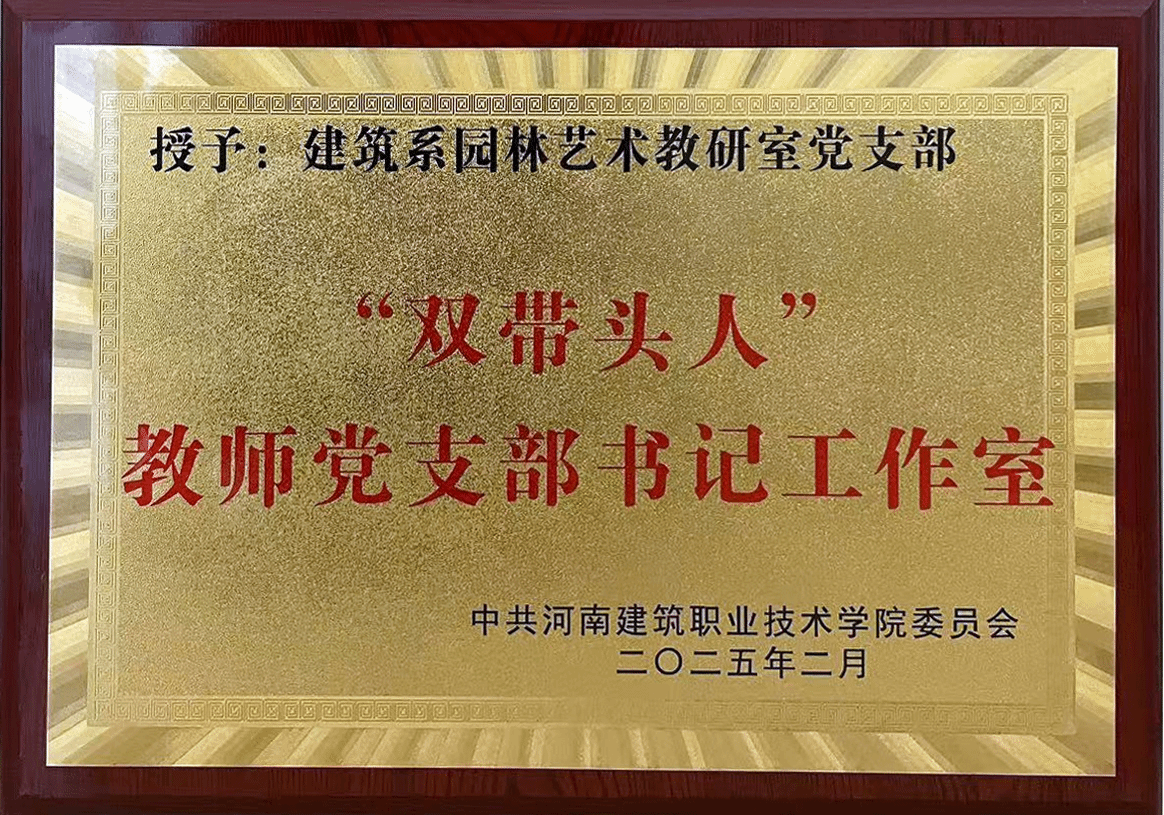 授予：建筑系园林艺术教研室党支部
“双带头人”
教师党支部书记工作室
中共河南建筑职业技术学院委员会
二〇二五年二月